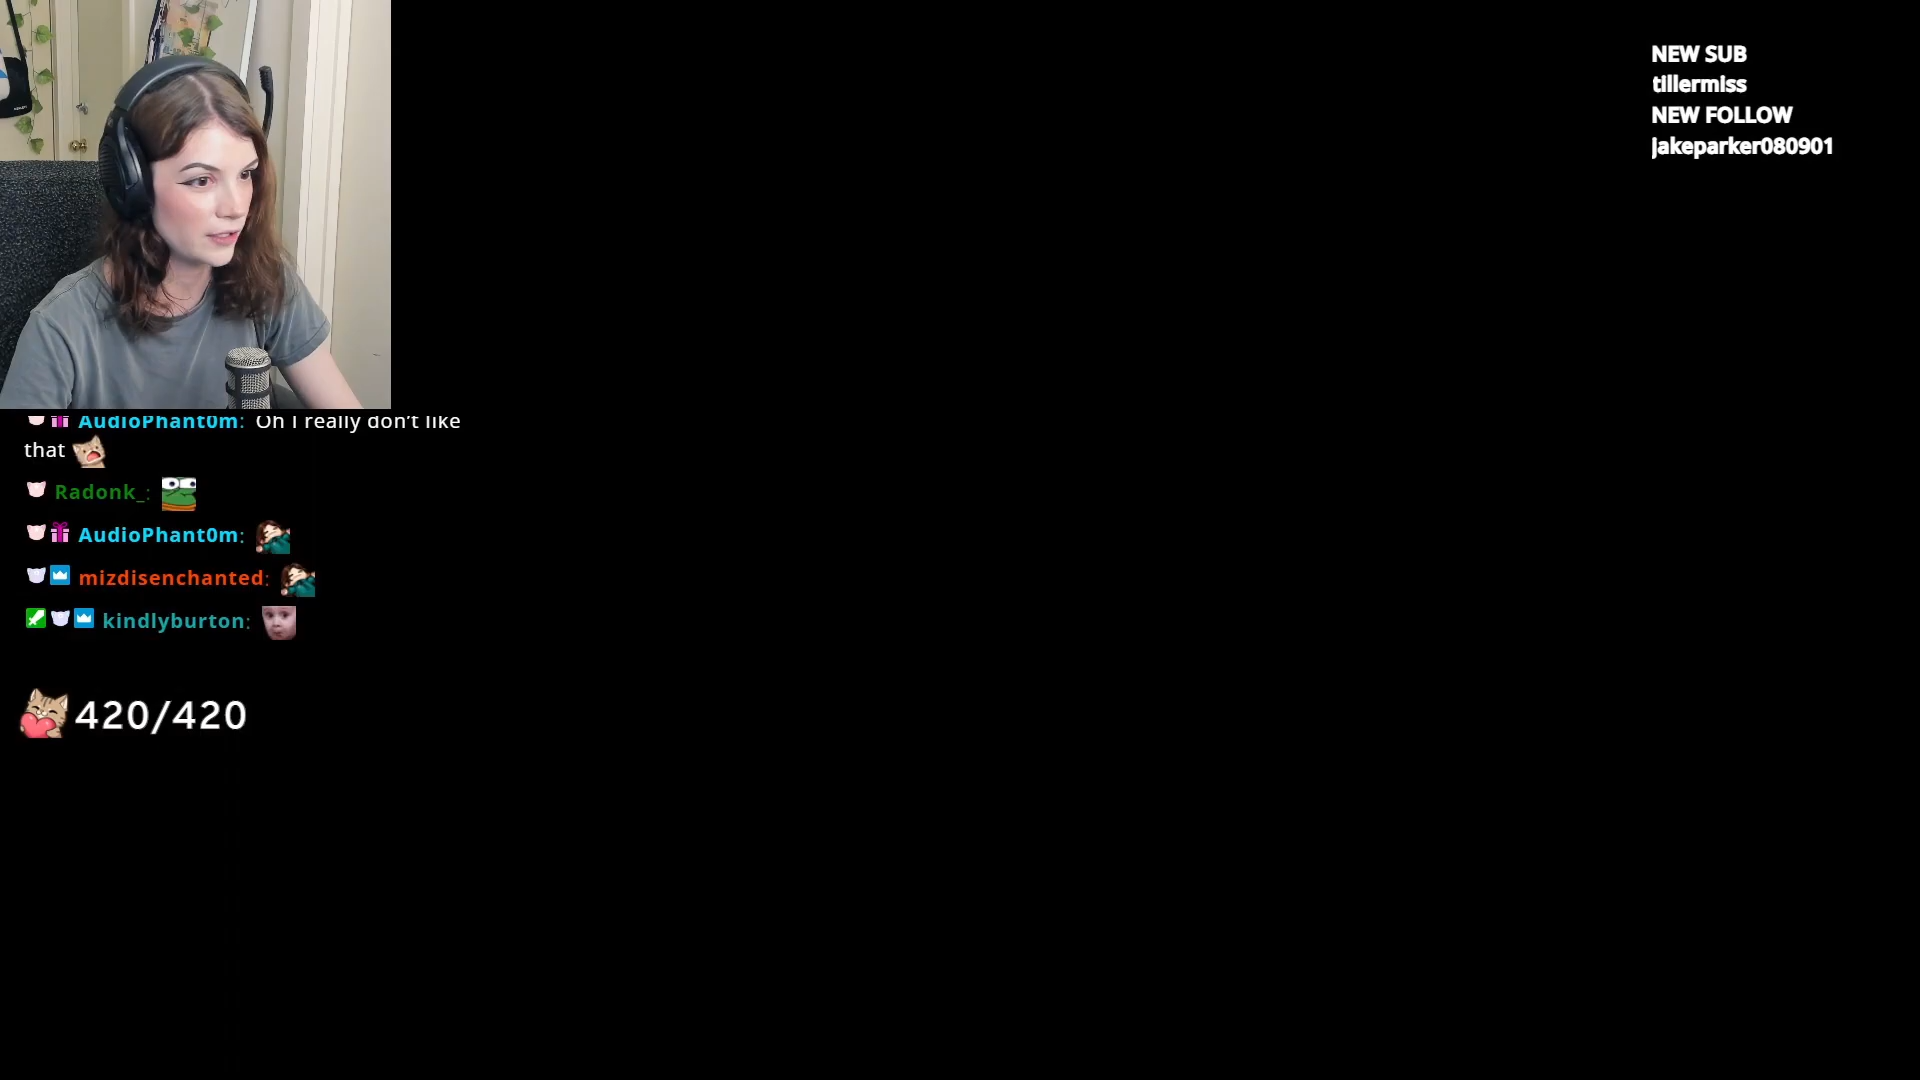 NEW SUB
tillermiss
NEW FOLLOW
jakeparker080901
AudioPhant0m: Oh I really don't like
that
Radonk_:
AudioPhant0m:
mizdisenchanted:
kindlyburton:
420/420